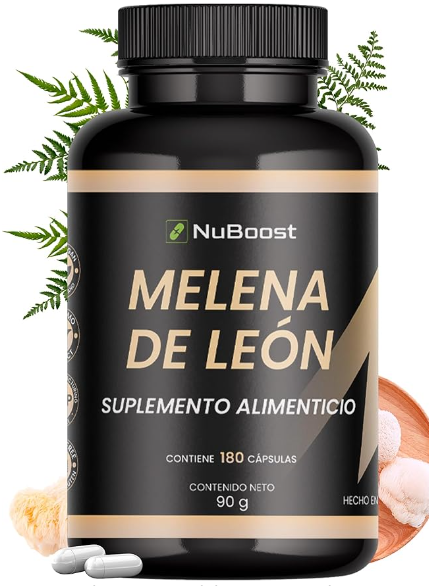 NuBoost
MELENA
DE LEÓN
SUPLEMENTO ALIMENTICIO
CONTIENE 180 CÁPSULAS
CONTENIDO NETO
90 g
HECHO EN